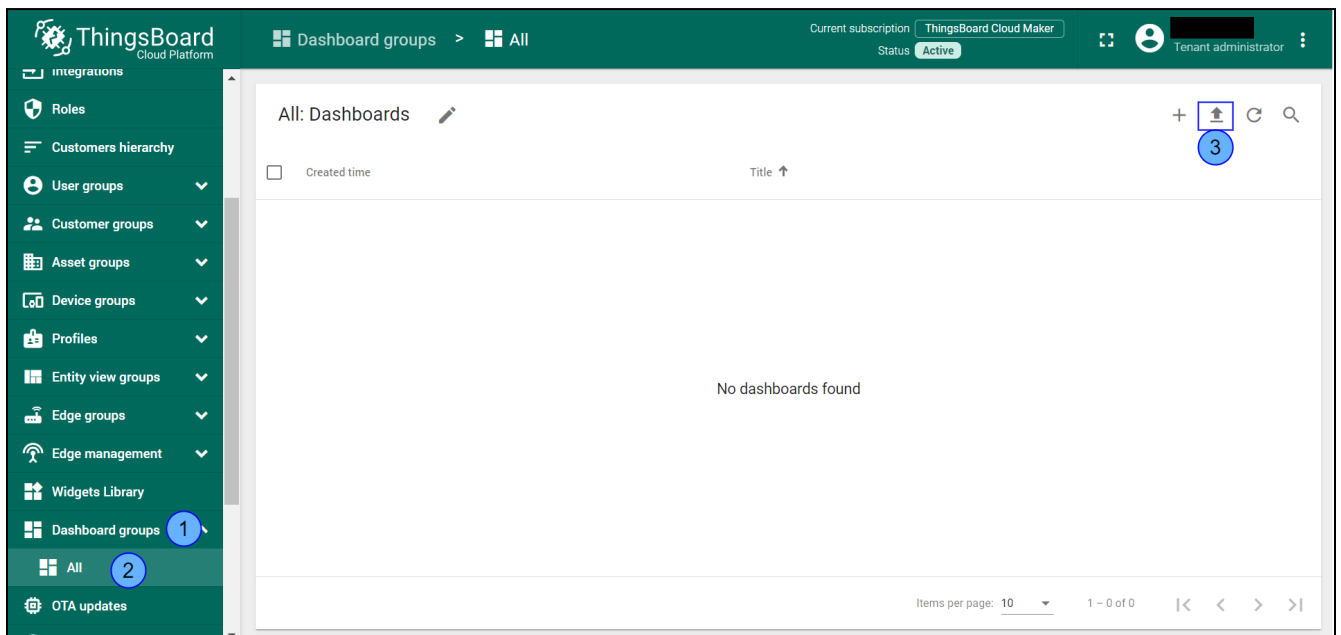 ThingsBoard
Cloud Platform
Dashboard groups > All
Current subscription ThingsBoard Cloud Maker
Status Active
Tenant administrator
Integrations
Roles
Customers hierarchy
User groups
Customer groups
Asset groups
Device groups
Profiles
Entity view groups
Edge groups
Edge management
Widgets Library
Dashboard groups 1
All 2
OTA updates
All: Dashboards
3
Created time Title
No dashboards found
Items per page: 10 1 – 0 of 0